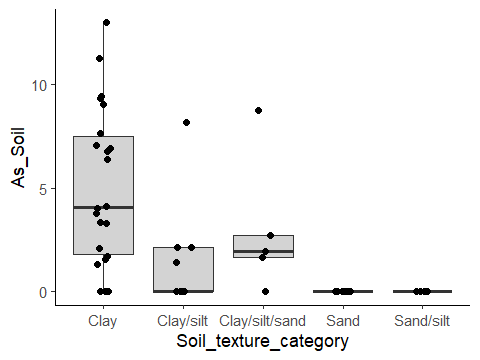 As_Soil
10
5
0
Clay
Clay/silt
Clay/silt/sand
Sand
Sand/silt
Soil_texture_category